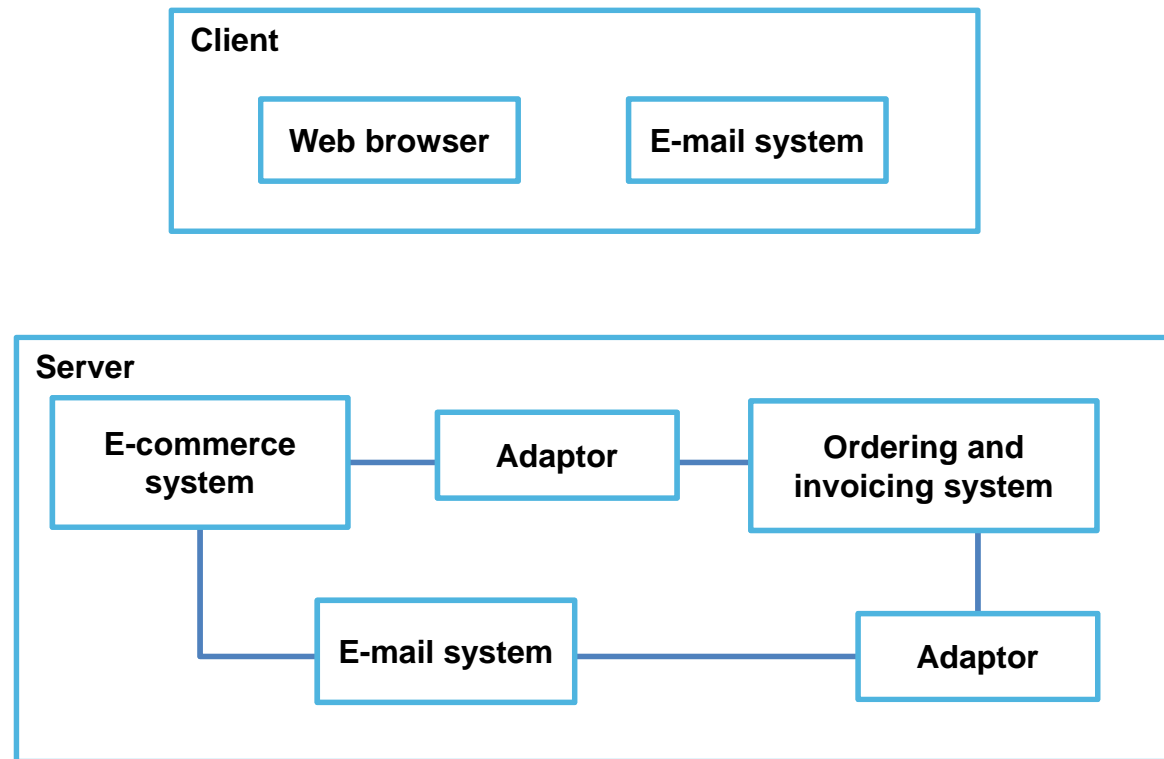 Client
Web browser
E-mail system
Server
E-commerce
system
Adaptor
Ordering and
invoicing system
E-mail system
Adaptor